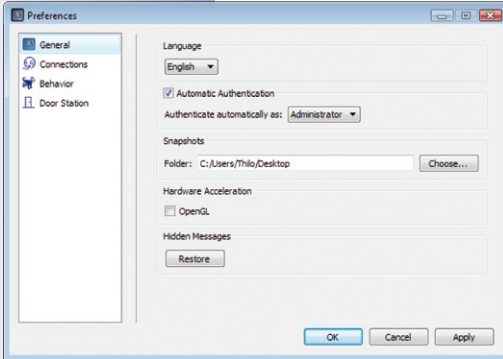 Preferences
General
Connections
Behavior
Door Station
Language
English
Automatic Authentication
Authenticate automatically as: Administrator
Snapshots
Folder: C:/Users/Thilo/Desktop Choose...
Hardware Acceleration
OpenGL
Hidden Messages
Restore
OK Cancel Apply